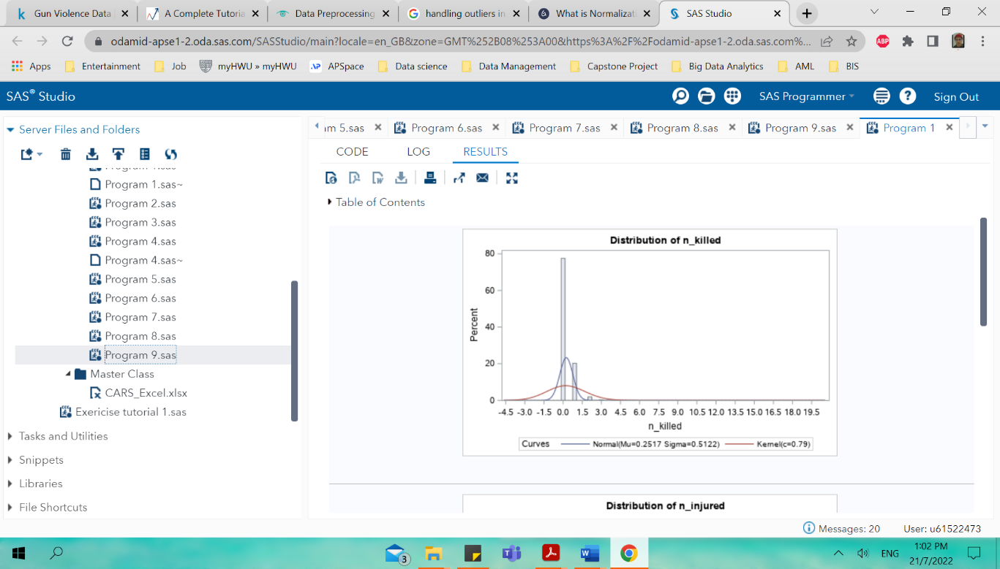 Gun Violence Data
A Complete Tutoria
Data Preprocessing
handling outliers in
What is Normalizat
SAS Studio
odamid-apse1-2.oda.sas.com/SASStudio/main?locale=en_GB&zone=GMT%252B08%253A00&https%3A%2F%2Fodamid-apse1-2.oda.sas.com%...
ABP
Apps
Entertainment
Job
myHWU » myHWU
APSpace
Data science
Data Management
Capstone Project
Big Data Analytics
AML
BIS
SAS® Studio
SAS Programmer
Sign Out
Server Files and Folders
Program 1.sas~
Program 2.sas
Program 3.sas
Program 4.sas
Program 4.sas~
Program 5.sas
Program 6.sas
Program 7.sas
Program 8.sas
Program 9.sas
Master Class
CARS_Excel.xlsx
Exericise tutorial 1.sas
Tasks and Utilities
Snippets
Libraries
File Shortcuts
am 5.sas
Program 6.sas
Program 7.sas
Program 8.sas
Program 9.sas
Program 1
CODE LOG RESULTS
Table of Contents
Distribution of n_killed
80
60
40
20
0
Percent
-4.5 -3.0 -1.5 0.0 1.5 3.0 4.5 6.0 7.5 9.0 10.5 12.0 13.5 15.0 16.5 18.0 19.5
n_killed
Curves Normal(Mu=0.2517 Sigma=0.5122) Kernel(c=0.79)
Distribution of n_injured
Messages: 20 User: u61522473
3
ENG
1:02 PM
21/7/2022